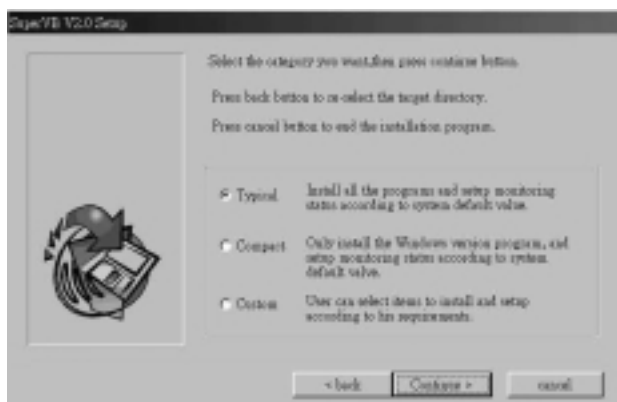 SuperVB V2.0 Setup
Select the category you want,then press continue button.
Press back button to re-select the target directory.
Press cancel button to end the installation program.
Typical
Install all the programs and setup monitoring
status according to system default value.
Compact
Only install the Windows version program, and
setup monitoring status according to system
default value.
Custom
User can select items to install and setup
according to his requirements.
< back
Continue >
cancel